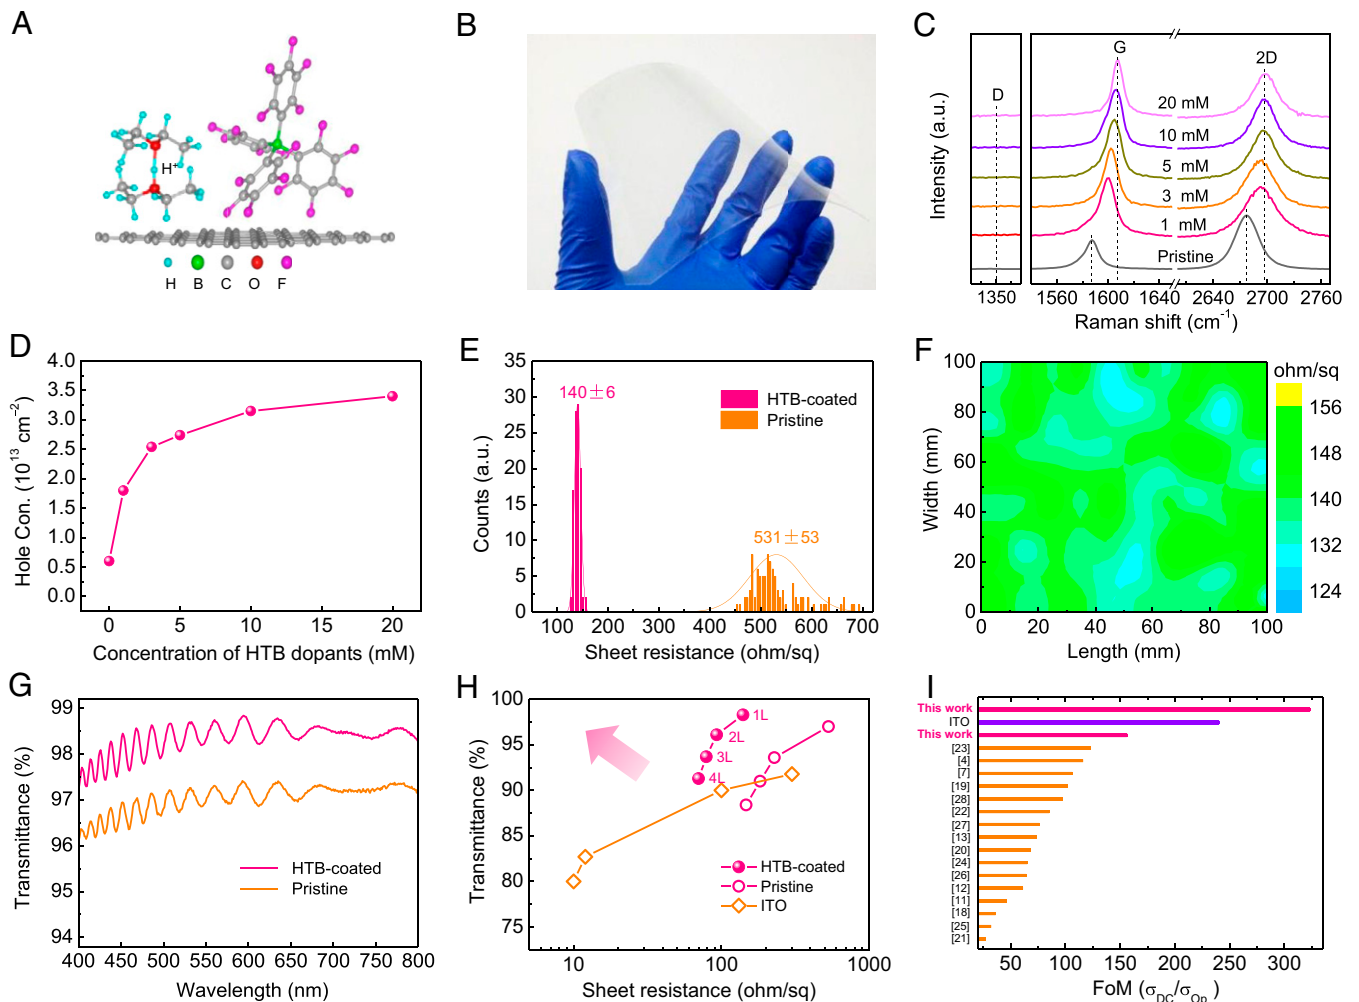 A
H⁺
H B C O F
B
C
D
G
2D
20 mM
10 mM
5 mM
3 mM
1 mM
Pristine
Intensity (a.u.)
1350 1560 1600 1640 2640 2700 2760
Raman shift (cm⁻¹)
D
4.0
3.5
3.0
2.5
2.0
1.5
1.0
0.5
0.0
Hole Con. (10¹³ cm⁻²)
0 5 10 15 20
Concentration of HTB dopants (mM)
E
35
30
25
20
15
10
5
0
Counts (a.u.)
140±6
HTB-coated
Pristine
531±53
100 200 300 400 500 600 700
Sheet resistance (ohm/sq)
F
100
80
60
40
20
0
Width (mm)
0 20 40 60 80 100
Length (mm)
ohm/sq
156
148
140
132
124
G
99
98
97
96
95
94
Transmittance (%)
HTB-coated
Pristine
400 450 500 550 600 650 700 750 800
Wavelength (nm)
H
100
95
90
85
80
75
Transmittance (%)
1L
2L
3L
4L
HTB-coated
Pristine
ITO
10 100 1000
Sheet resistance (ohm/sq)
I
This work
ITO
This work
[23]
[4]
[7]
[19]
[28]
[22]
[27]
[13]
[20]
[24]
[26]
[12]
[11]
[18]
[25]
[21]
50 100 150 200 250 300
FoM (σDC/σOp)